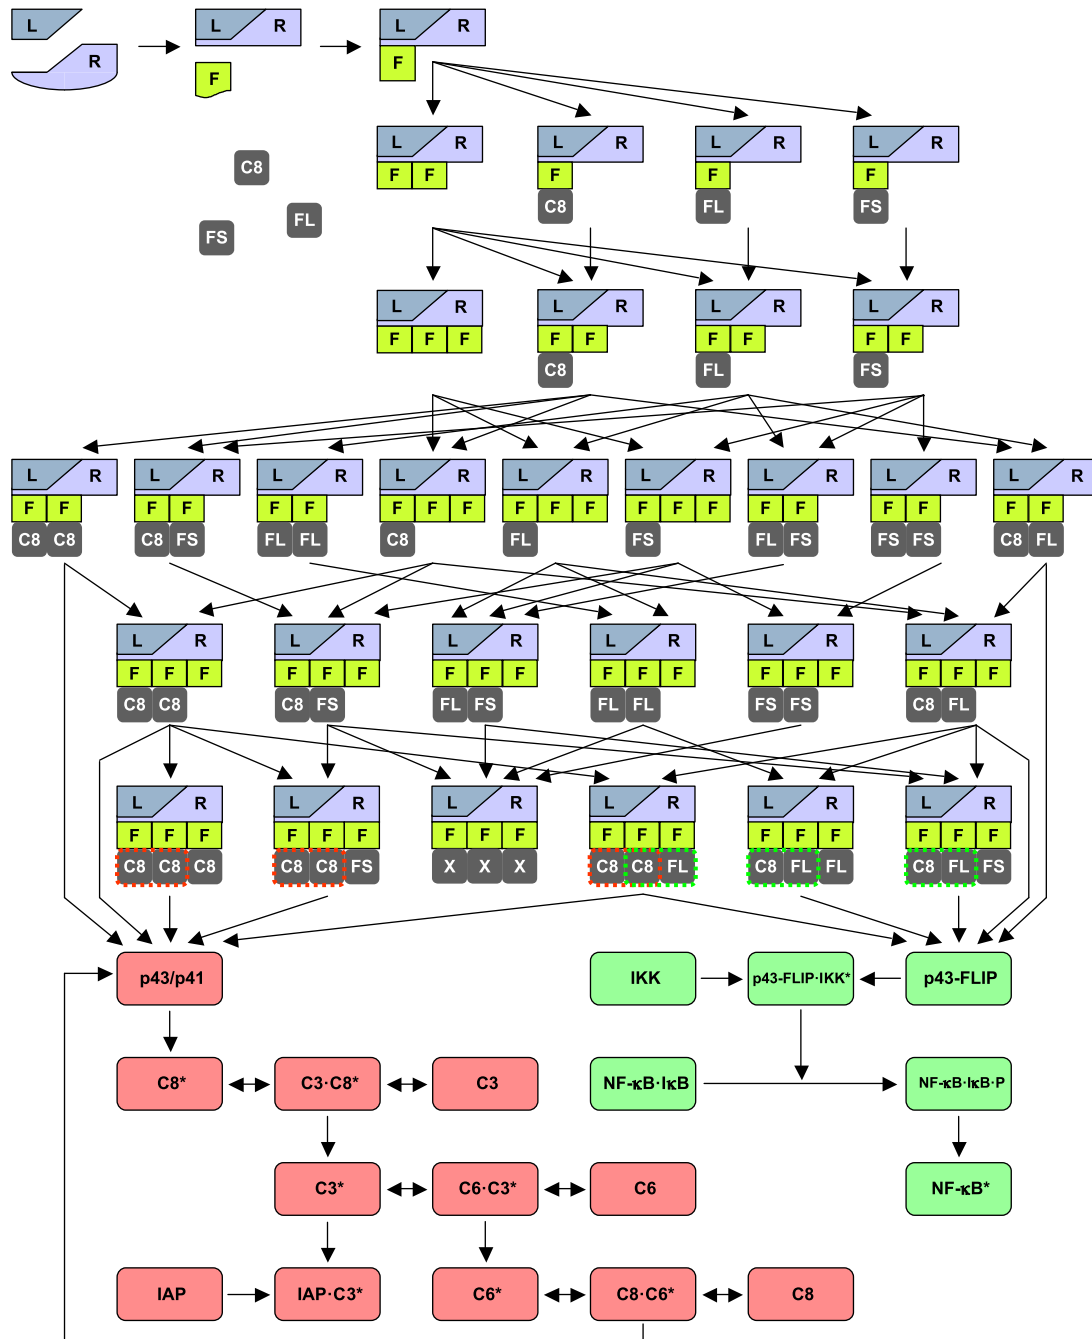 L R
L R
L R
F
F
C8
FL
FS
L R
L R
L R
L R
F F
F
F
F
C8
FL
FS
L R
L R
L R
L R
F F F
F F
F F
F F
C8
FL
FS
L R
L R
L R
L R
L R
L R
L R
L R
L R
F F
F F
F F
F F F
F F F
F F F
F F
F F
F F
C8 C8
C8 FS
FL FL
C8
FL
FS
FL FS
FS FS
C8 FL
L R
L R
L R
L R
L R
L R
F F F
F F F
F F F
F F F
F F F
F F F
C8 C8
C8 FS
FL FS
FL FL
FS FS
C8 FL
L R
L R
L R
L R
L R
L R
F F F
F F F
F F F
F F F
F F F
F F F
C8 C8 C8
C8 C8 FS
X X X
C8 C8 FL
C8 FL FL
C8 FL FS
p43/p41
IKK
p43-FLIP·IKK*
p43-FLIP
C8*
C3·C8*
C3
NF-κB·IκB
NF-κB·IκB·P
C3*
C6·C3*
C6
NF-κB*
IAP
IAP·C3*
C6*
C8·C6*
C8